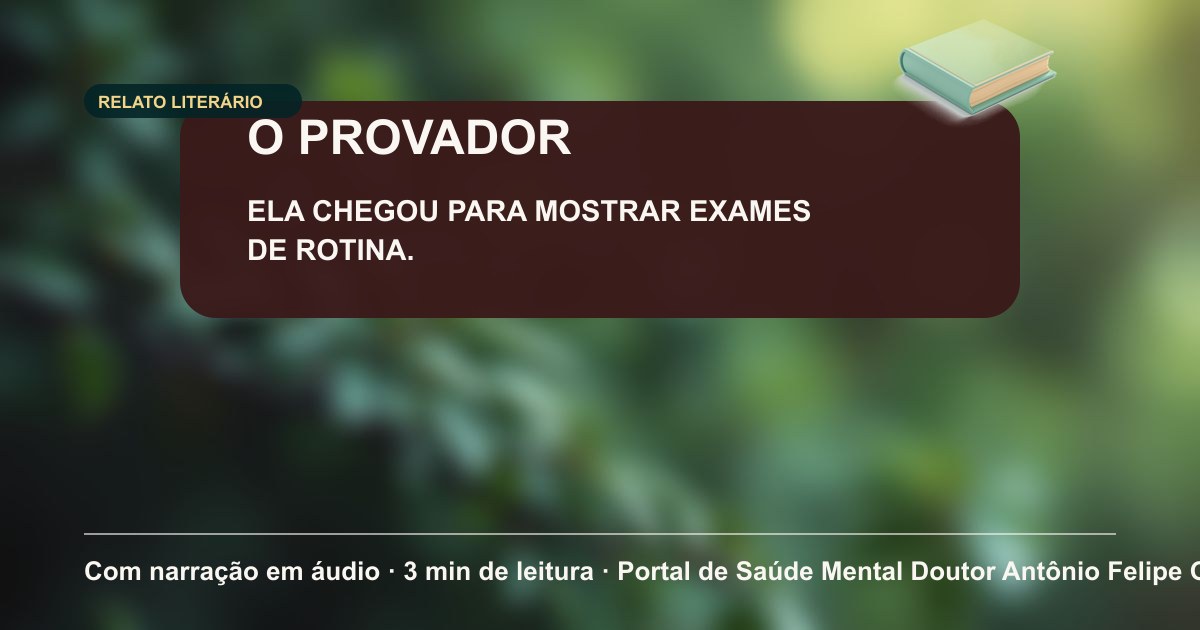 RELATO LITERÁRIO
O PROVADOR
ELA CHEGOU PARA MOSTRAR EXAMES
DE ROTINA.
Com narração em áudio · 3 min de leitura · Portal de Saúde Mental Doutor Antônio Felipe